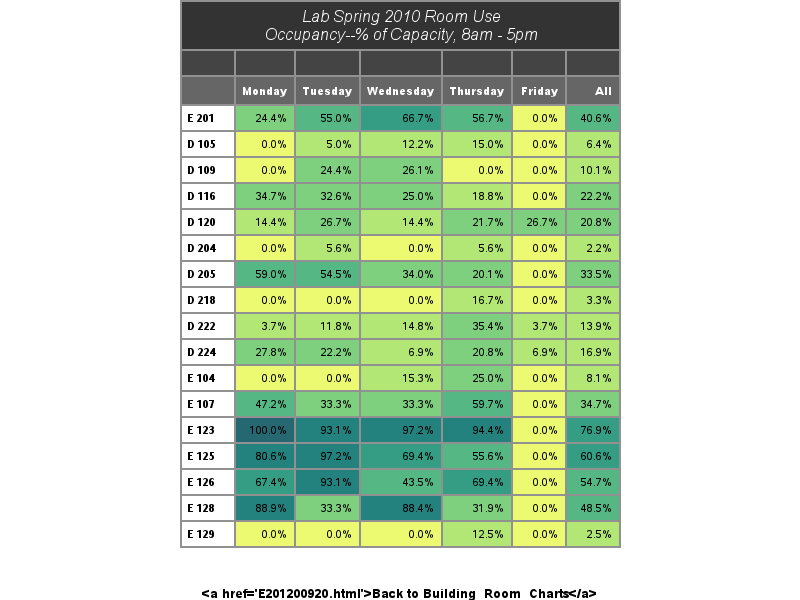 Lab Spring 2010 Room Use
Occupancy--% of Capacity, 8am - 5pm
Monday Tuesday Wednesday Thursday Friday All
E 201 24.4% 55.0% 66.7% 56.7% 0.0% 40.6%
D 105 0.0% 5.0% 12.2% 15.0% 0.0% 6.4%
D 109 0.0% 24.4% 26.1% 0.0% 0.0% 10.1%
D 116 34.7% 32.6% 25.0% 18.8% 0.0% 22.2%
D 120 14.4% 26.7% 14.4% 21.7% 26.7% 20.8%
D 204 0.0% 5.6% 0.0% 5.6% 0.0% 2.2%
D 205 59.0% 54.5% 34.0% 20.1% 0.0% 33.5%
D 218 0.0% 0.0% 0.0% 16.7% 0.0% 3.3%
D 222 3.7% 11.8% 14.8% 35.4% 3.7% 13.9%
D 224 27.8% 22.2% 6.9% 20.8% 6.9% 16.9%
E 104 0.0% 0.0% 15.3% 25.0% 0.0% 8.1%
E 107 47.2% 33.3% 33.3% 59.7% 0.0% 34.7%
E 123 100.0% 93.1% 97.2% 94.4% 0.0% 76.9%
E 125 80.6% 97.2% 69.4% 55.6% 0.0% 60.6%
E 126 67.4% 93.1% 43.5% 69.4% 0.0% 54.7%
E 128 88.9% 33.3% 88.4% 31.9% 0.0% 48.5%
E 129 0.0% 0.0% 0.0% 12.5% 0.0% 2.5%
<a href='E201200920.html'>Back to Building_Room_Charts</a>